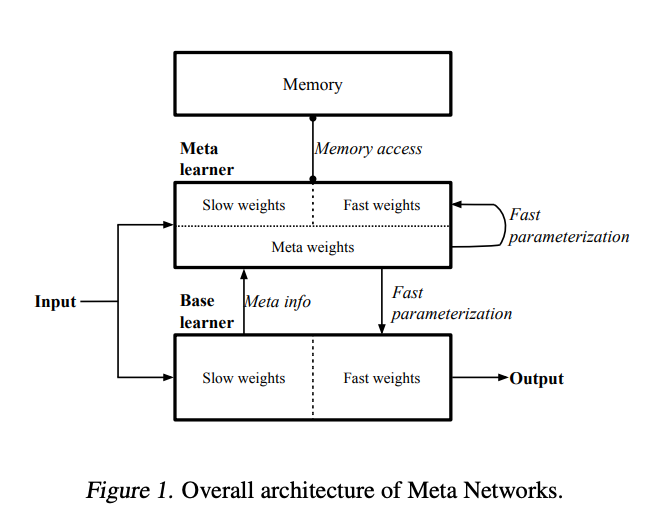 Memory
Meta
learner
Memory access
Slow weights
Fast weights
Meta weights
Fast
parameterization
Input
Base
learner
Meta info
Fast
parameterization
Slow weights
Fast weights
Output
Figure 1. Overall architecture of Meta Networks.